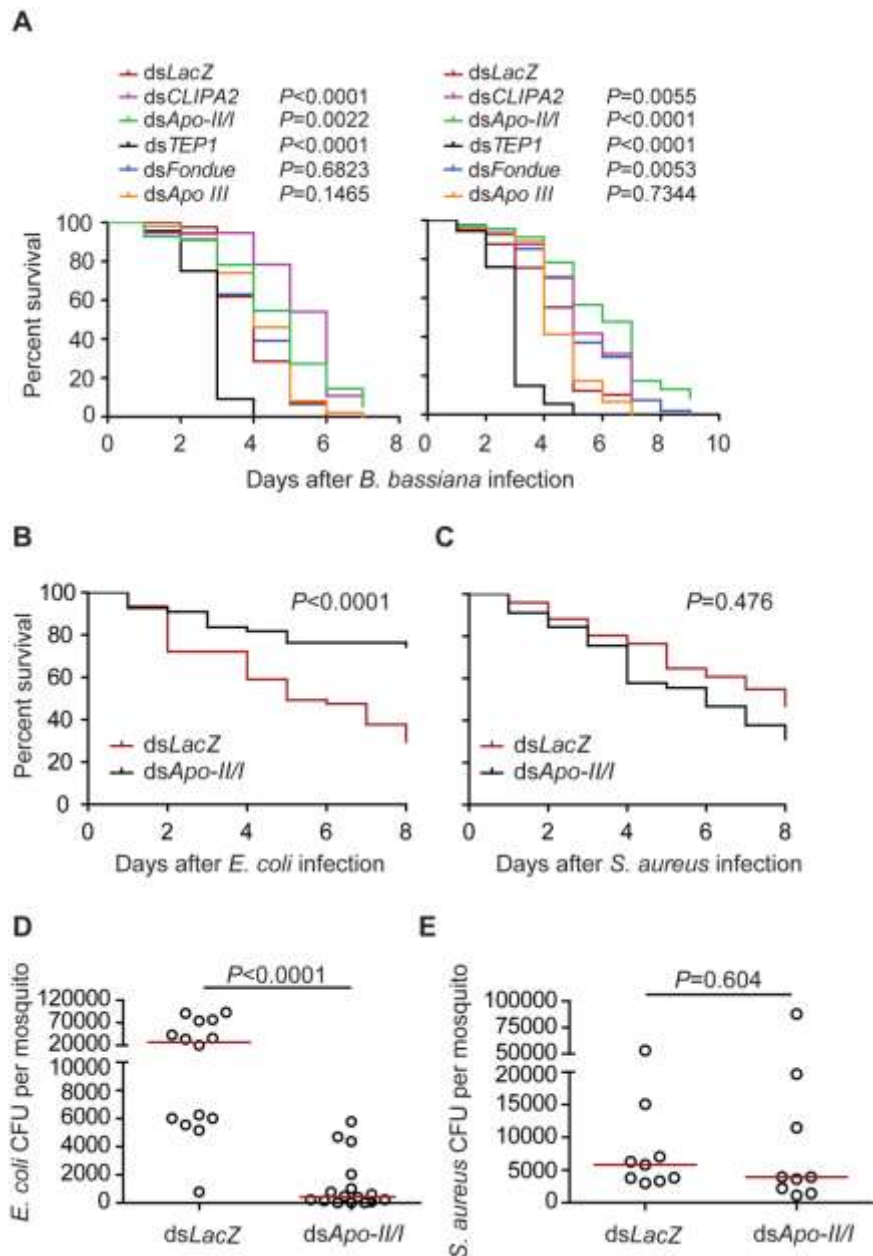 A
dsLacZ
dsCLIPA2 P<0.0001
dsApo-II/I P=0.0022
dsTEP1 P<0.0001
dsFondue P=0.6823
dsApo III P=0.1465
dsLacZ
dsCLIPA2 P=0.0055
dsApo-II/I P<0.0001
dsTEP1 P<0.0001
dsFondue P=0.0053
dsApo III P=0.7344
Percent survival
100
80
60
40
20
0
0 2 4 6 8
0 2 4 6 8 10
Days after B. bassiana infection
B
Percent survival
100
80
60
40
20
0
P<0.0001
dsLacZ
dsApo-II/I
0 2 4 6 8
Days after E. coli infection
C
P=0.476
dsLacZ
dsApo-II/I
0 2 4 6 8
Days after S. aureus infection
D
E. coli CFU per mosquito
P<0.0001
120000
70000
20000
10000
8000
6000
4000
2000
0
dsLacZ dsApo-II/I
E
S. aureus CFU per mosquito
P=0.604
100000
75000
50000
20000
15000
10000
5000
0
dsLacZ dsApo-II/I